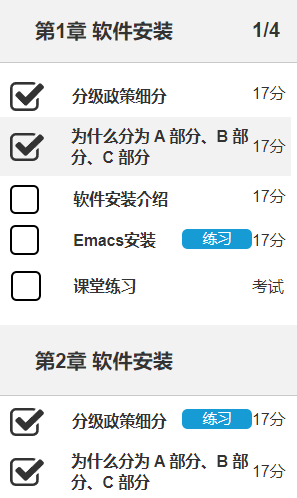 第1章 软件安装 1/4
分级政策细分 17分
为什么分为 A 部分、B 部
分、C 部分 17分
软件安装介绍 17分
Emacs安装 练习 17分
课堂练习 考试
第2章 软件安装
分级政策细分 练习 17分
为什么分为 A 部分、B 部
分、C 部分 17分